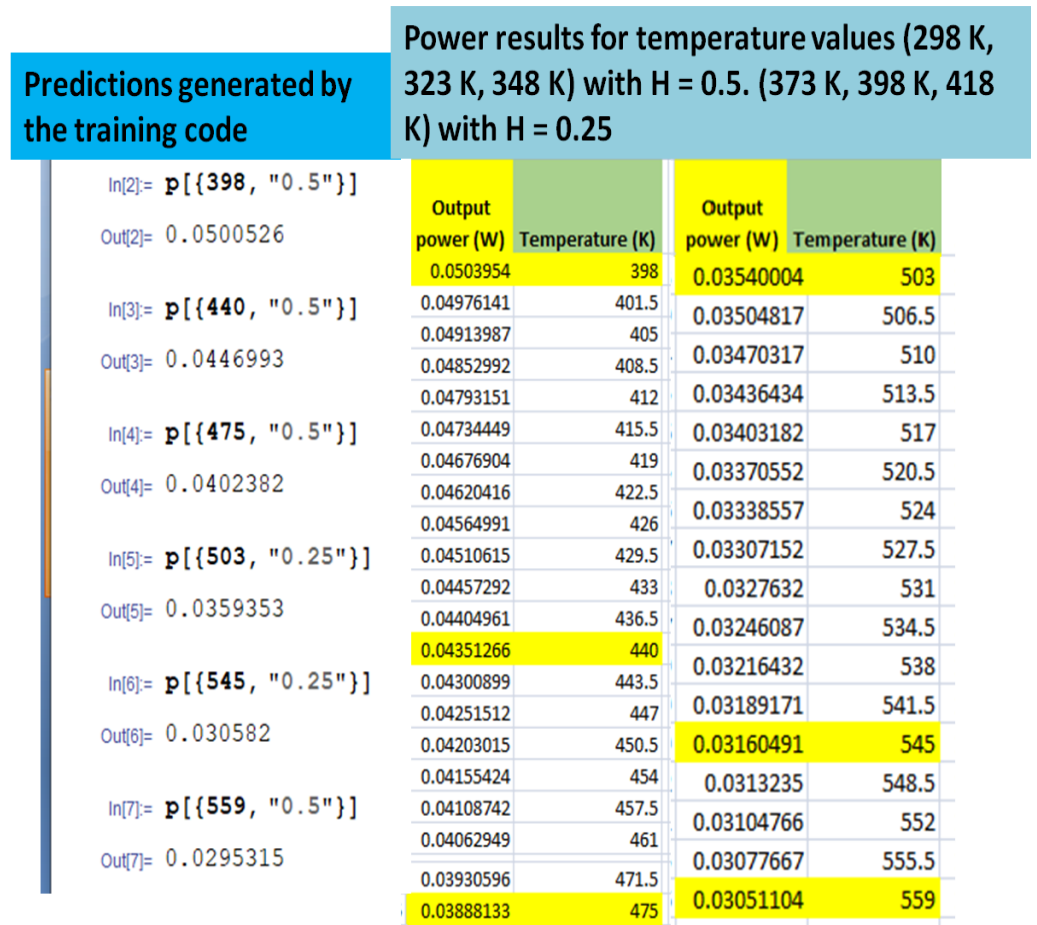 Predictions generated by
the training code
Power results for temperature values (298 K,
323 K, 348 K) with H = 0.5. (373 K, 398 K, 418
K) with H = 0.25
In[2]:= p[{398, "0.5"}]
Out[2]= 0.0500526
In[3]:= p[{440, "0.5"}]
Out[3]= 0.0446993
In[4]:= p[{475, "0.5"}]
Out[4]= 0.0402382
In[5]:= p[{503, "0.25"}]
Out[5]= 0.0359353
In[6]:= p[{545, "0.25"}]
Out[6]= 0.030582
In[7]:= p[{559, "0.5"}]
Out[7]= 0.0295315
Output
power (W) Temperature (K)
0.0503954 398
0.04976141 401.5
0.04913987 405
0.04852992 408.5
0.04793151 412
0.04734449 415.5
0.04676904 419
0.04620416 422.5
0.04564991 426
0.04510615 429.5
0.04457292 433
0.04404961 436.5
0.04351266 440
0.04300899 443.5
0.04251512 447
0.04203015 450.5
0.04155424 454
0.04108742 457.5
0.04062949 461
0.03930596 471.5
0.03888133 475
Output
power (W) Temperature (K)
0.03540004 503
0.03504817 506.5
0.03470317 510
0.03436434 513.5
0.03403182 517
0.03370552 520.5
0.03338557 524
0.03307152 527.5
0.0327632 531
0.03246087 534.5
0.03216432 538
0.03189171 541.5
0.03160491 545
0.0313235 548.5
0.03104766 552
0.03077667 555.5
0.03051104 559